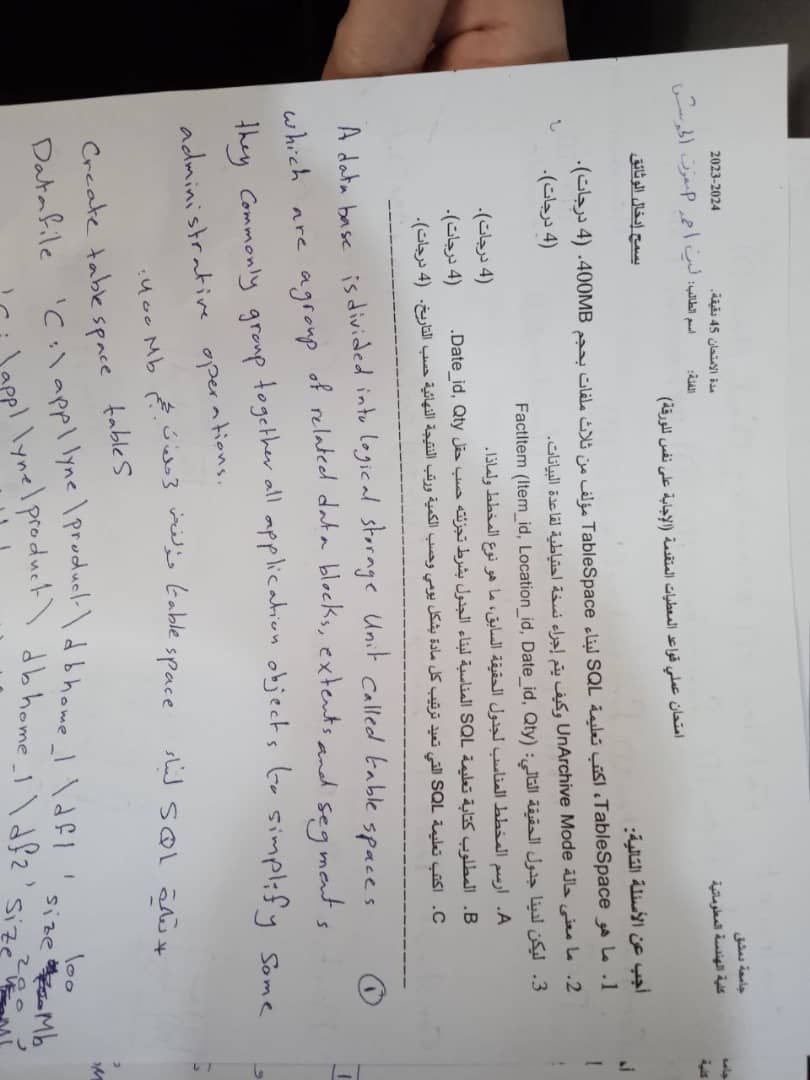 جامعة دمشق
كلية الهندسة المعلوماتية
مدة الامتحان 45 دقيقة. 2023-2024
الفئة: اسم الطالب: ليث احمد صفوت
امتحان عملي قواعد المعطيات المتقدمة (الإجابة على نفس الورقة)
يسمح إدخال الوثائق
أجب عن الأسئلة التالية:
1. ما هو TableSpace، اكتب تعليمة SQL لبناء TableSpace مؤلف من ثلاث ملفات بحجم 400MB. (4 درجات).
2. ما معنى حالة UnArchive Mode وكيف يتم إجراء نسخة احتياطية لقاعدة البيانات. (4 درجات).
3. ليكن لدينا جدول الحقيقة التالي: FactItem (Item_id, Location_id, Date_id, Qty)
A. ارسم المخطط المناسب لجدول الحقيقة السابق، ما هو نوع المخطط ولماذا. (4 درجات).
B. المطلوب كتابة تعليمة SQL المناسبة لبناء الجدول بشرط تجزئته حسب حقل Date_id, Qty. (4 درجات).
C. اكتب تعليمة SQL التي تعيد ترتيب كل مادة بشكل يومي وحسب الكمية ورتب النتيجة النهائية حسب التاريخ. (4 درجات).
A data base is divided into logical storage Unit called table spaces ①
which are a group of related data blocks, extents and segments
they Commonly group together all application objects to simplify some
administrative operations.
* تعليمة SQL لبناء table space مؤلف من 3 ملفات بحجم 400 Mb:
Create table space tableS
Datafile 'C:\app\lyne\product\dbhome_1\df1' size 100 Mb,
'C:\app\lyne\product\dbhome_1\df2' Size 200